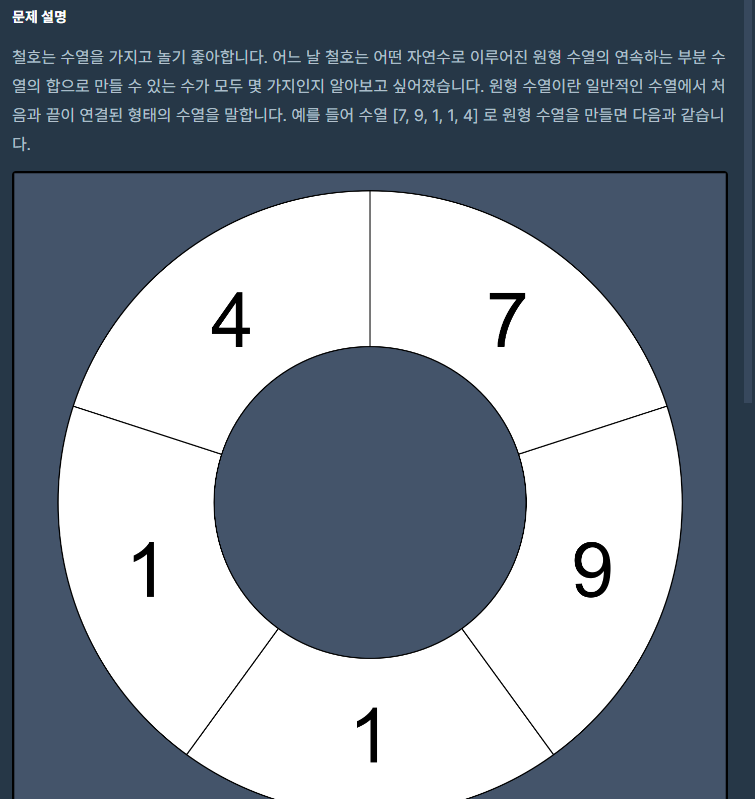 문제 설명
철호는 수열을 가지고 놀기 좋아합니다. 어느 날 철호는 어떤 자연수로 이루어진 원형 수열의 연속하는 부분 수
열의 합으로 만들 수 있는 수가 모두 몇 가지인지 알아보고 싶어졌습니다. 원형 수열이란 일반적인 수열에서 처
음과 끝이 연결된 형태의 수열을 말합니다. 예를 들어 수열 [7, 9, 1, 1, 4] 로 원형 수열을 만들면 다음과 같습니
다.
4 7
1 9
1